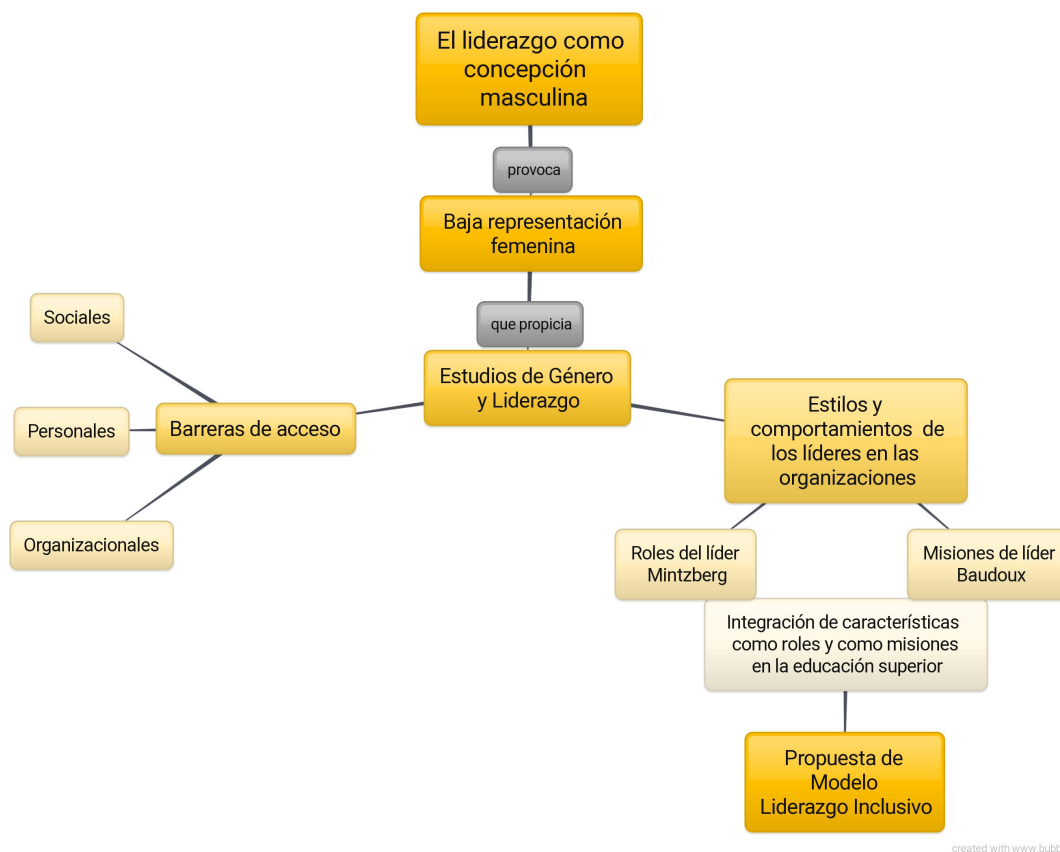 El liderazgo como
concepción
masculina
provoca
Baja representación
femenina
que propicia
Estudios de Género
y Liderazgo
Barreras de acceso
Sociales
Personales
Organizacionales
Estilos y
comportamientos de
los líderes en las
organizaciones
Roles del líder
Mintzberg
Misiones de líder
Baudoux
Integración de características
como roles y como misiones
en la educación superior
Propuesta de
Modelo
Liderazgo Inclusivo
created with www.bubb